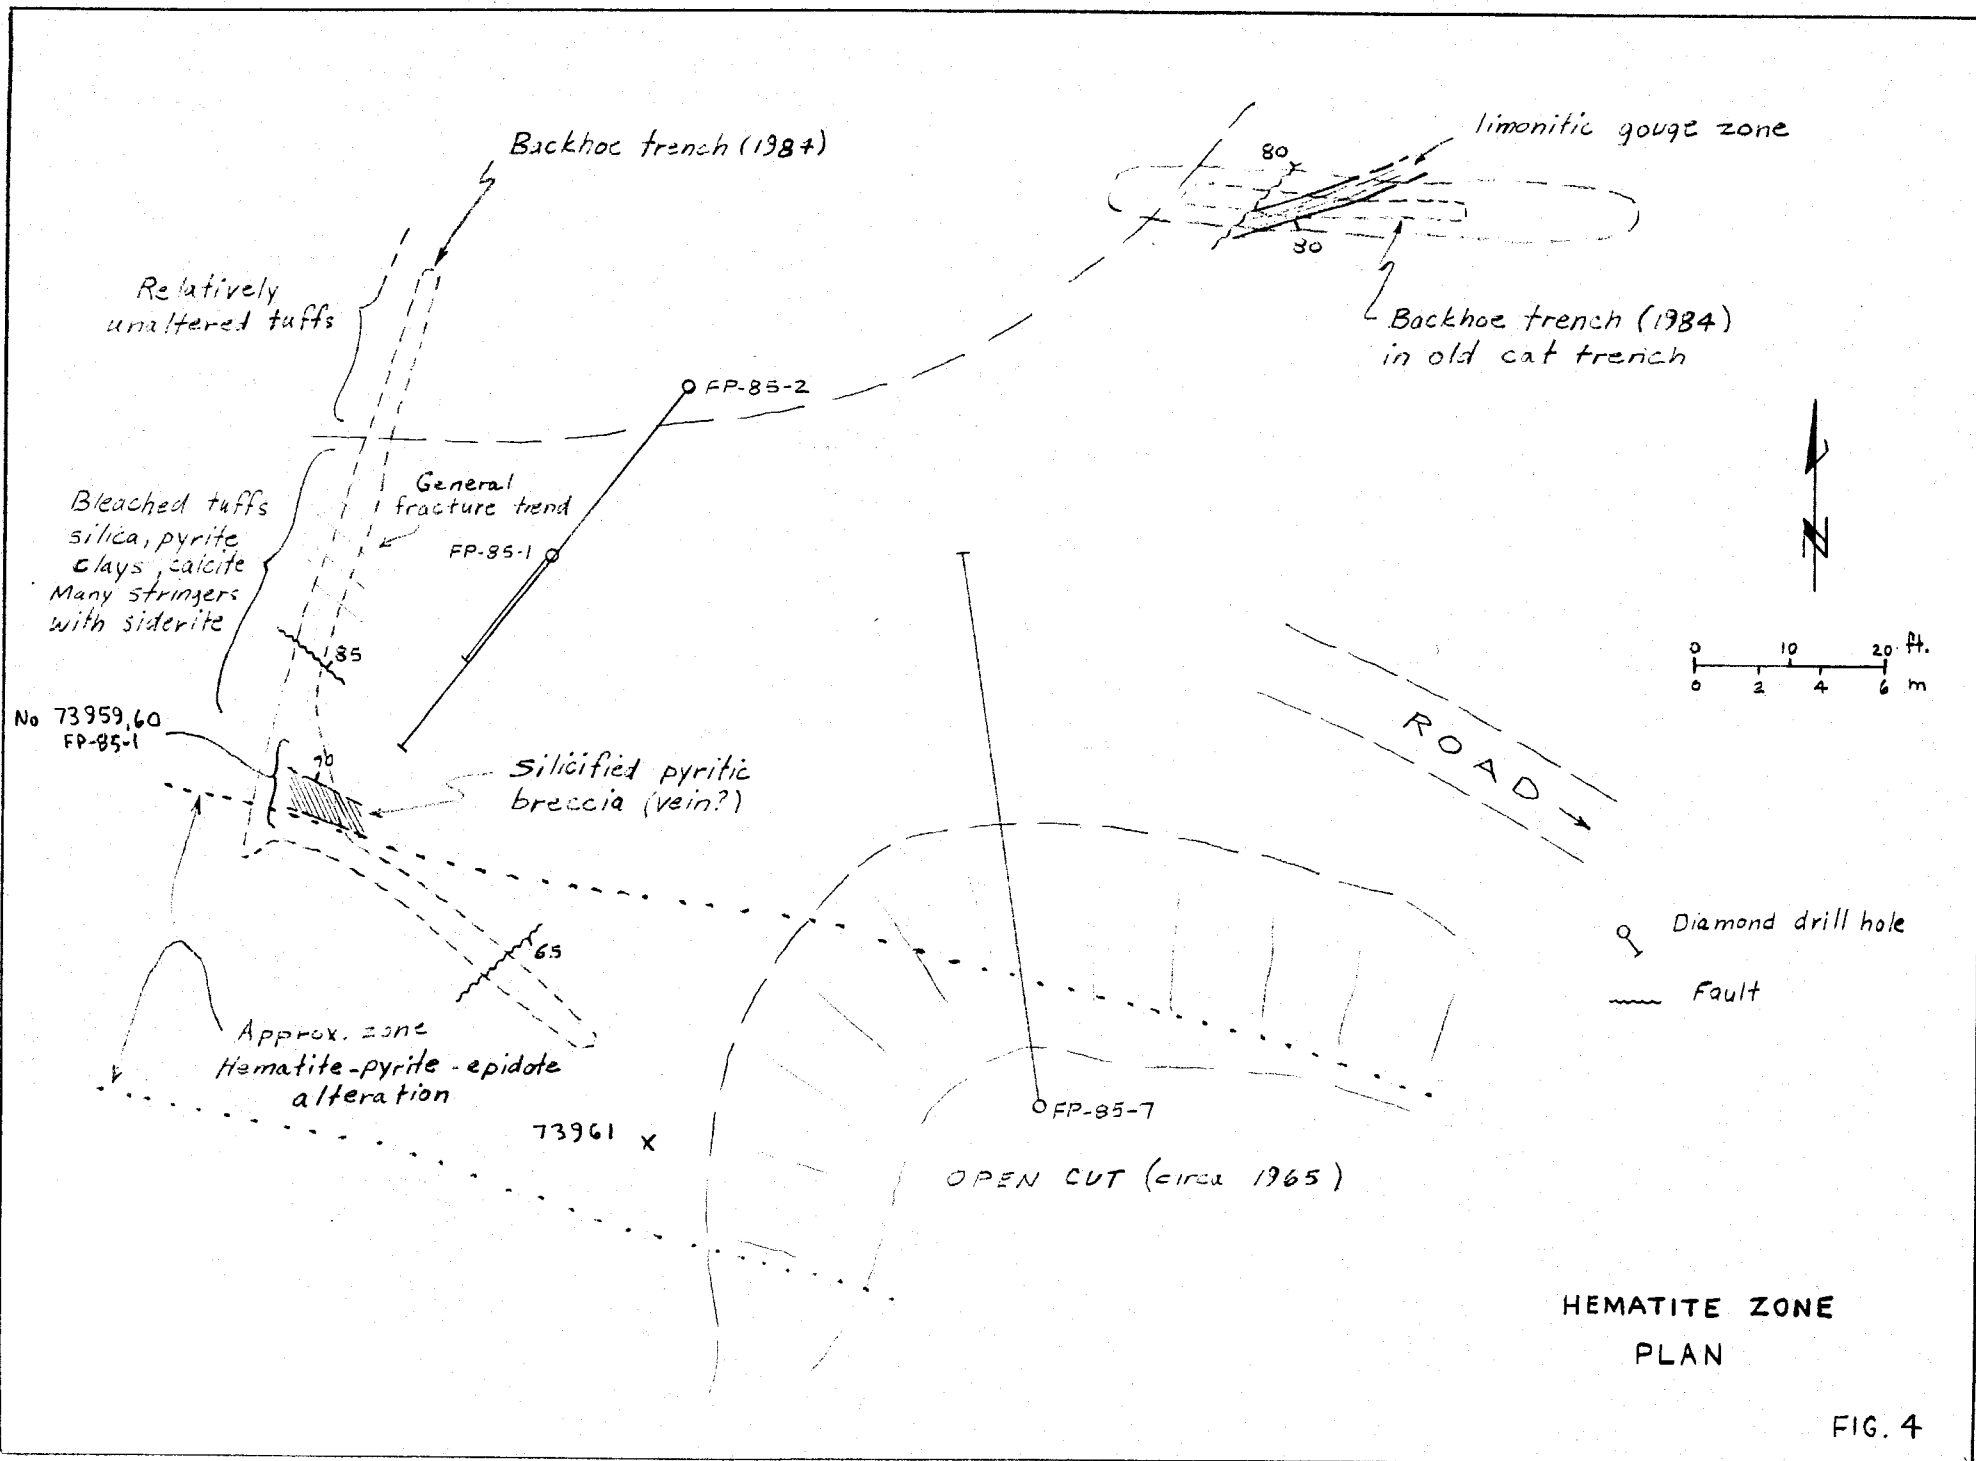 Backhoe trench (1984)
limonitic gouge zone
80
80
Backhoe trench (1984)
in old cat trench
Relatively
unaltered tuffs
FP-85-2
General
fracture trend
FP-85-1
Bleached tuffs
silica, pyrite
clays, calcite
Many stringers
with siderite
85
N
0 10 20 ft.
0 2 4 6 m
No 73959,60
FP-85-1
70
Silicified pyritic
breccia (vein?)
ROAD
65
Diamond drill hole
Fault
Approx. zone
Hematite-pyrite-epidote
alteration
73961 x
FP-85-7
OPEN CUT (circa 1965)
HEMATITE ZONE
PLAN
FIG. 4